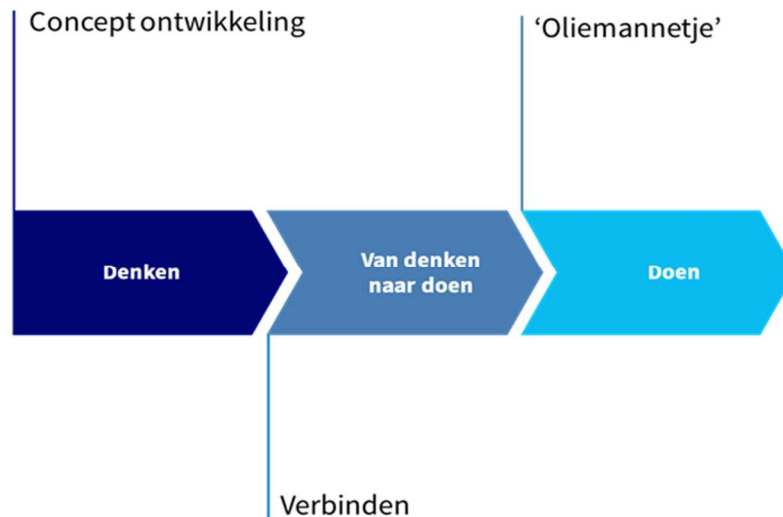 Concept ontwikkeling
‘Oliemannetje’
Denken
Van denken
naar doen
Doen
Verbinden